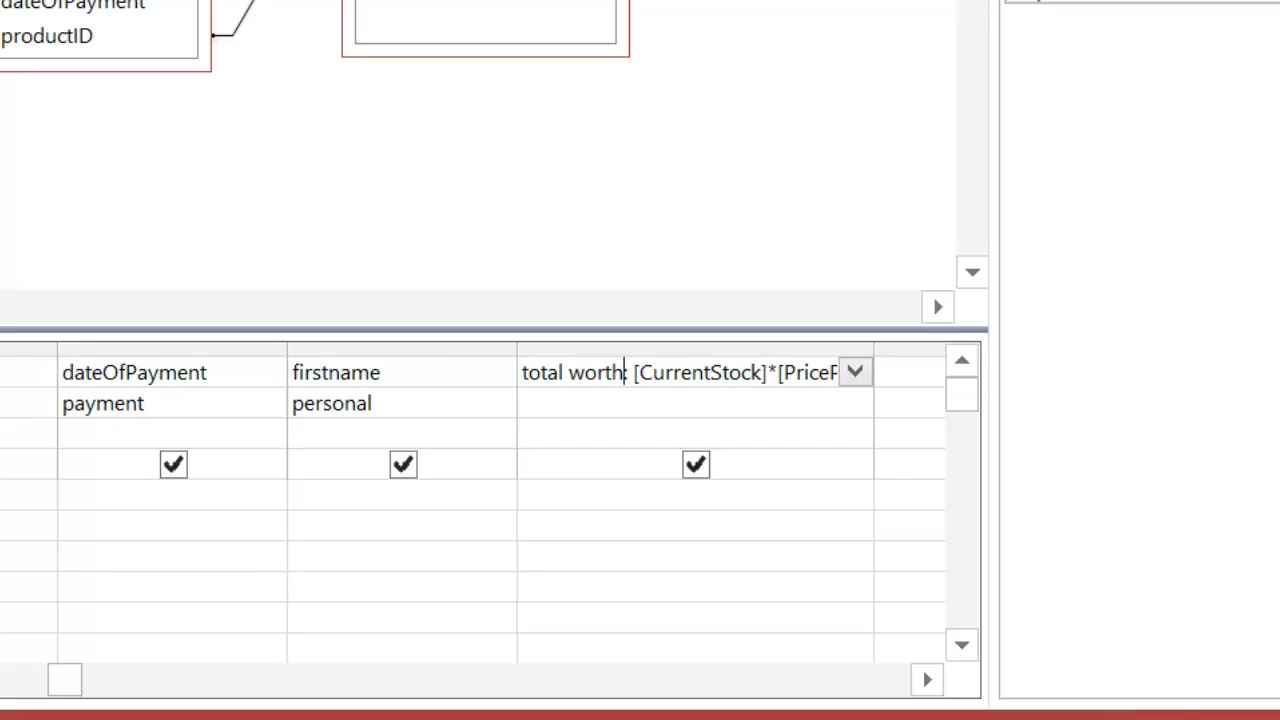 dateOfPayment
productID
dateOfPayment firstname total worth: [CurrentStock]*[PriceP
payment personal